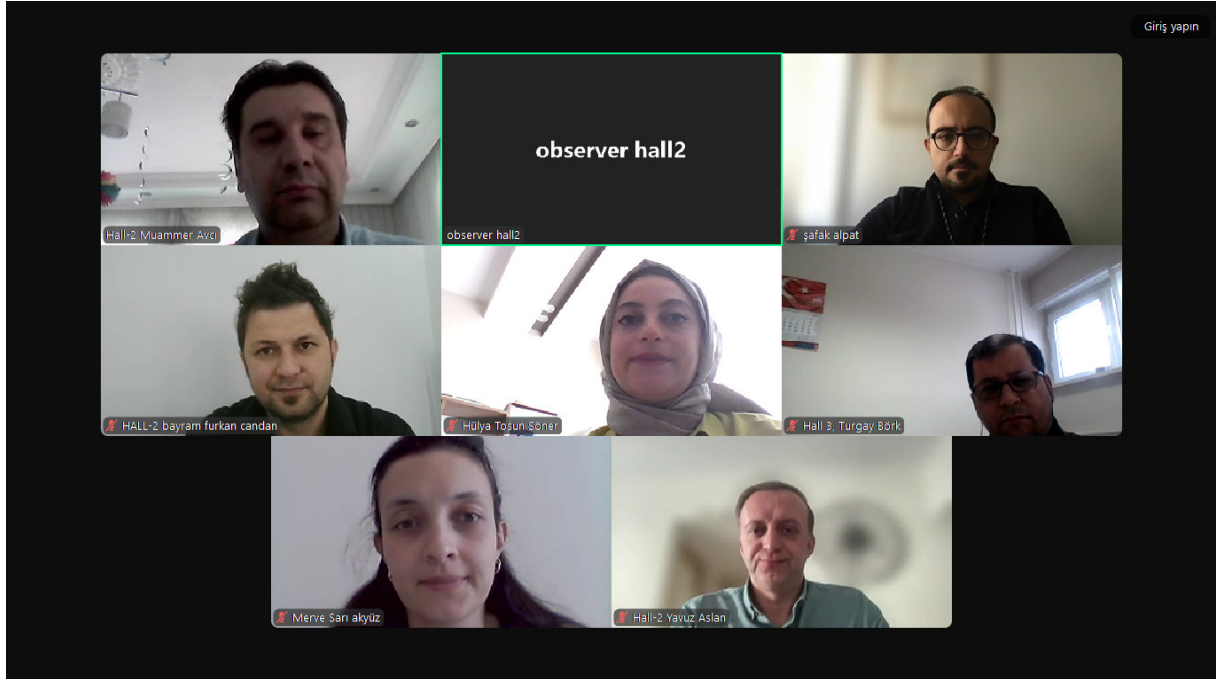 Giriş yapın
Hall-2 Muammer Avcı
observer hall2
observer hall2
şafak alpat
HALL-2 bayram furkan candan
Hülya Tosun Söner
Hall 3, Turgay Börk
Merve Sarı akyüz
Hall-2 Yavuz Aslan